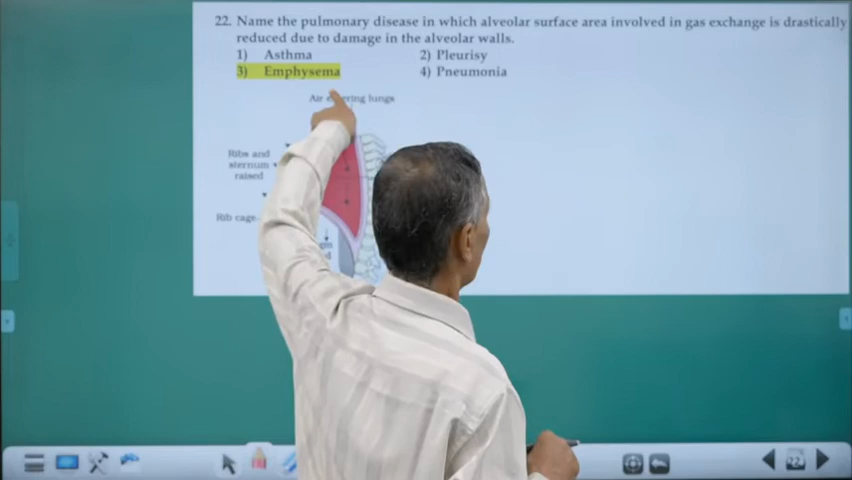 22. Name the pulmonary disease in which alveolar surface area involved in gas exchange is drastically
reduced due to damage in the alveolar walls.
1) Asthma 2) Pleurisy
3) Emphysema 4) Pneumonia
Air lungs
Ribs and
sternum
raised
Rib cage
22